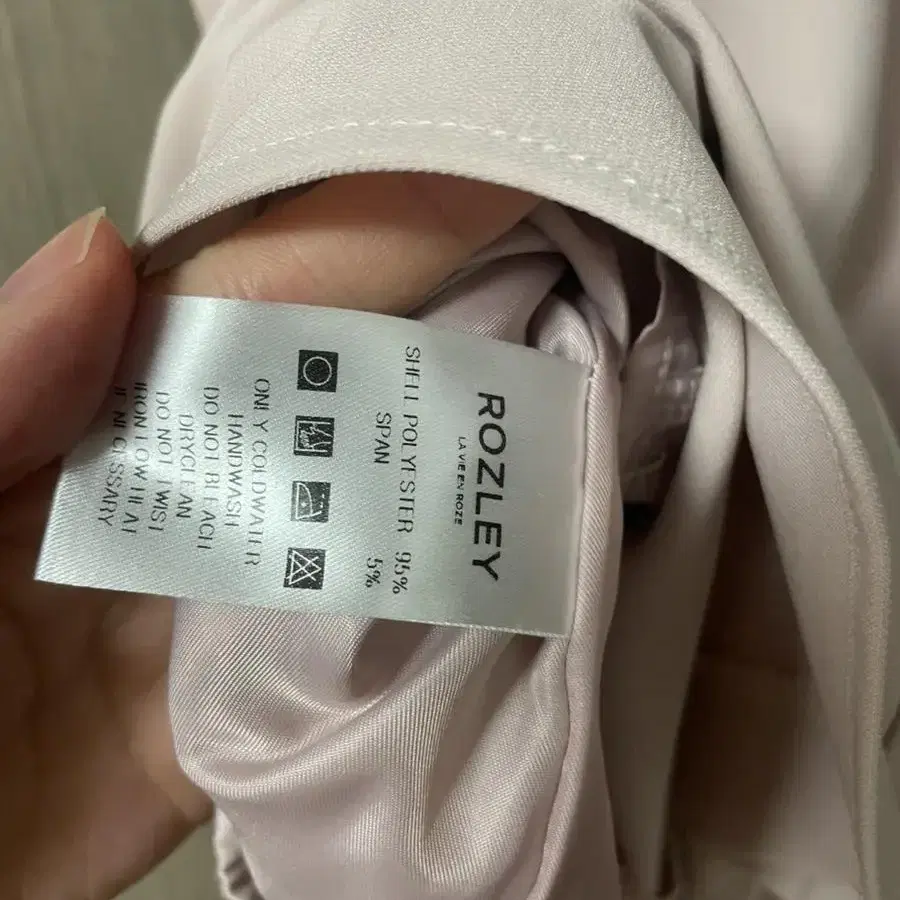 ROZLEY
LA VIE EN ROZE
SHELL POLYESTER 95%
SPAN 5%
ONLY COLDWATER
HANDWASH
DO NOT BLEACH
DRYCLEAN
DO NOT TWIST
IRON LOW HEAT
IF NECESSARY